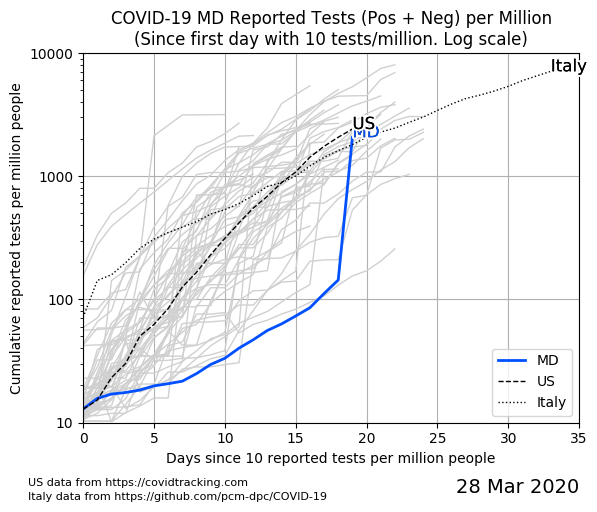 COVID-19 MD Reported Tests (Pos + Neg) per Million
(Since first day with 10 tests/million. Log scale)
Cumulative reported tests per million people
10000
1000
100
10
Italy
US
MD
MD
US
Italy
0 5 10 15 20 25 30 35
Days since 10 reported tests per million people
US data from https://covidtracking.com
Italy data from https://github.com/pcm-dpc/COVID-19
28 Mar 2020